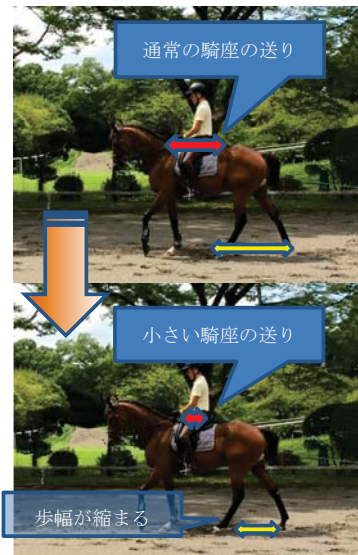 通常の騎座の送り
小さい騎座の送り
歩幅が縮まる